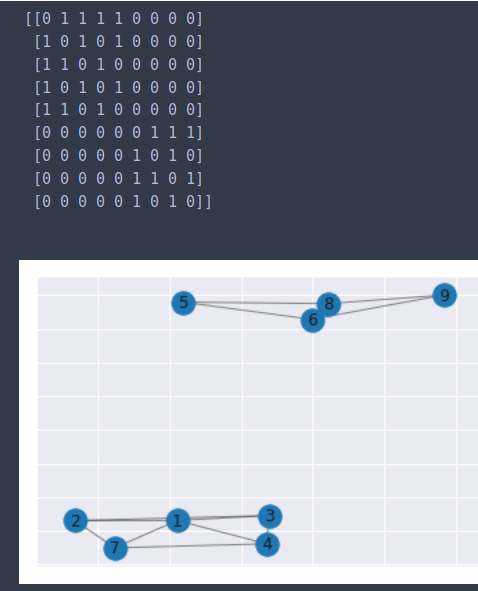 [[0 1 1 1 1 0 0 0 0]
[1 0 1 0 1 0 0 0 0]
[1 1 0 1 0 0 0 0 0]
[1 0 1 0 1 0 0 0 0]
[1 1 0 1 0 0 0 0 0]
[0 0 0 0 0 0 1 1 1]
[0 0 0 0 0 1 0 1 0]
[0 0 0 0 0 1 1 0 1]
[0 0 0 0 0 1 0 1 0]]
5 8 9
6
2 1 3
7 4